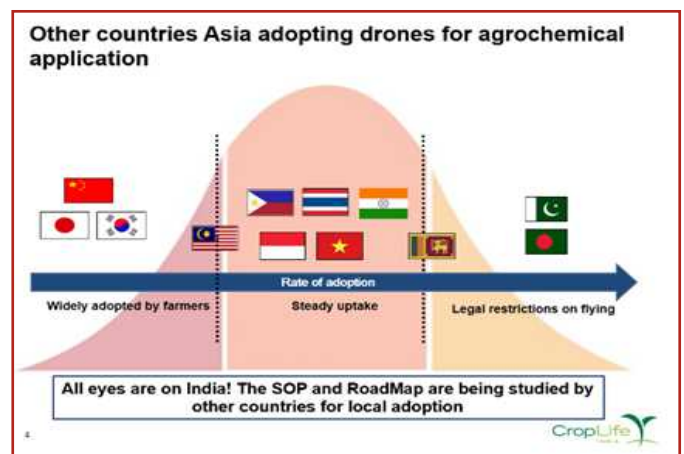 Other countries Asia adopting drones for agrochemical
application
Rate of adoption
Widely adopted by farmers
Steady uptake
Legal restrictions on flying
All eyes are on India! The SOP and RoadMap are being studied by
other countries for local adoption
4
CropLife